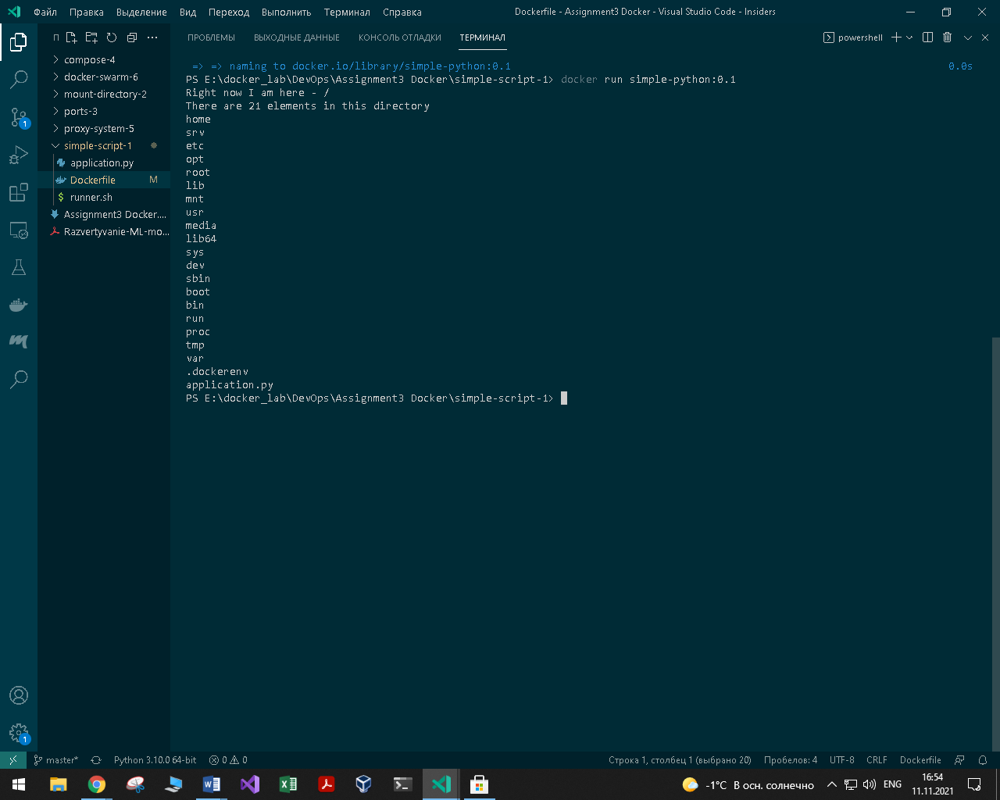 Файл Правка Выделение Вид Переход Выполнить Терминал Справка Dockerfile - Assignment3 Docker - Visual Studio Code - Insiders
ПРОБЛЕМЫ ВЫХОДНЫЕ ДАННЫЕ КОНСОЛЬ ОТЛАДКИ ТЕРМИНАЛ powershell
compose-4
docker-swarm-6
mount-directory-2
ports-3
proxy-system-5
simple-script-1
application.py
Dockerfile M
runner.sh
Assignment3 Docker....
Razvertyvanie-ML-mo...
=> => naming to docker.io/library/simple-python:0.1 0.0s
PS E:\docker_lab\DevOps\Assignment3 Docker\simple-script-1> docker run simple-python:0.1
Right now I am here - /
There are 21 elements in this directory
home
srv
etc
opt
root
lib
mnt
usr
media
lib64
sys
dev
sbin
boot
bin
run
proc
tmp
var
.dockerenv
application.py
PS E:\docker_lab\DevOps\Assignment3 Docker\simple-script-1>
1
1
master* Python 3.10.0 64-bit 0 0 Строка 1, столбец 1 (выбрано 20) Пробелов: 4 UTF-8 CRLF Dockerfile
-1°C В осн. солнечно ENG 16:54
11.11.2021